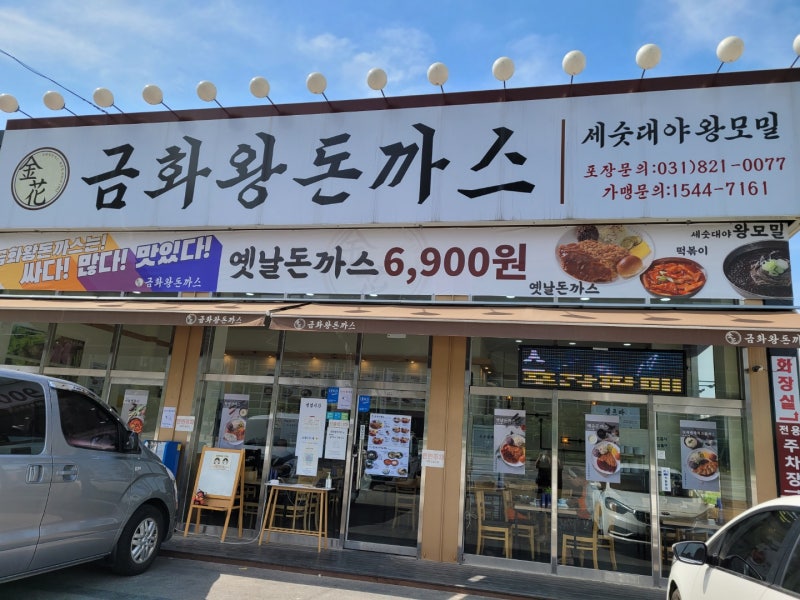 金花
금화왕돈까스
세숫대야왕모밀
포장문의:031)821-0077
가맹문의:1544-7161
금화왕돈까스는!
싸다! 많다! 맛있다!
금화왕돈까스
옛날돈까스 6,900원
옛날돈까스
떡볶이
세숫대야 왕모밀
금화왕돈까스
금화왕돈까스
금화왕돈까
화장실
전용
주차장